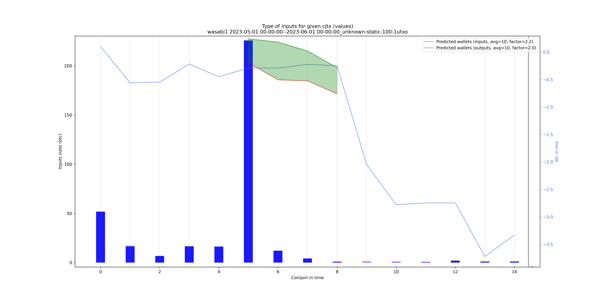 Type of inputs for given cjtx (values)
wasabi1 2023-05-01 00-00-00--2023-06-01 00-00-00_unknown-static-100-1utxo
Predicted wallets (inputs, avg=10, factor=2.2)
Predicted wallets (outputs, avg=10, factor=2.0)
200
150
100
50
0
Inputs sizes (btc)
0.0
−0.5
−1.0
−1.5
−2.0
−2.5
−3.0
−3.5
btc in mix
0 2 4 6 8 10 12 14
Coinjoin in time